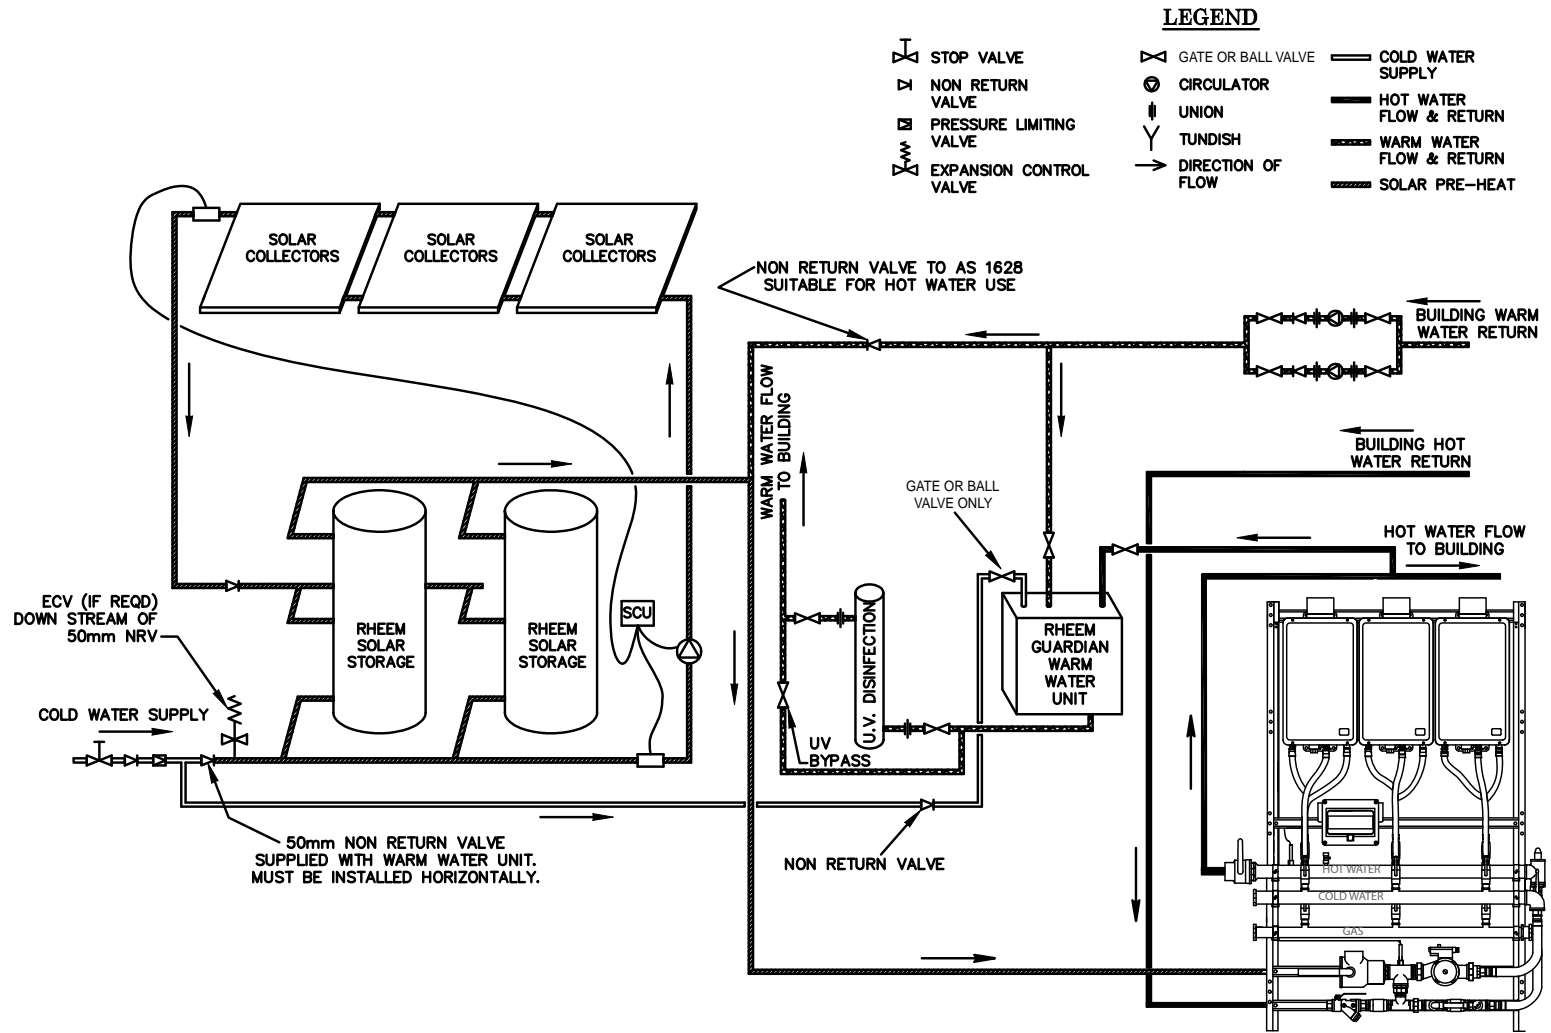 LEGEND
STOP VALVE
NON RETURN
VALVE
PRESSURE LIMITING
VALVE
EXPANSION CONTROL
VALVE
GATE OR BALL VALVE
CIRCULATOR
UNION
TUNDISH
DIRECTION OF
FLOW
COLD WATER
SUPPLY
HOT WATER
FLOW & RETURN
WARM WATER
FLOW & RETURN
SOLAR PRE-HEAT
SOLAR
COLLECTORS
SOLAR
COLLECTORS
SOLAR
COLLECTORS
NON RETURN VALVE TO AS 1628
SUITABLE FOR HOT WATER USE
BUILDING WARM
WATER RETURN
WARM WATER FLOW
TO BUILDING
BUILDING HOT
WATER RETURN
GATE OR BALL
VALVE ONLY
HOT WATER FLOW
TO BUILDING
ECV (IF REQD)
DOWN STREAM OF
50mm NRV
RHEEM
SOLAR
STORAGE
RHEEM
SOLAR
STORAGE
SCU
U.V. DISINFECTION
RHEEM
GUARDIAN
WARM
WATER
UNIT
COLD WATER SUPPLY
UV
BYPASS
50mm NON RETURN VALVE
SUPPLIED WITH WARM WATER UNIT.
MUST BE INSTALLED HORIZONTALLY.
NON RETURN VALVE
HOT WATER
COLD WATER
GAS